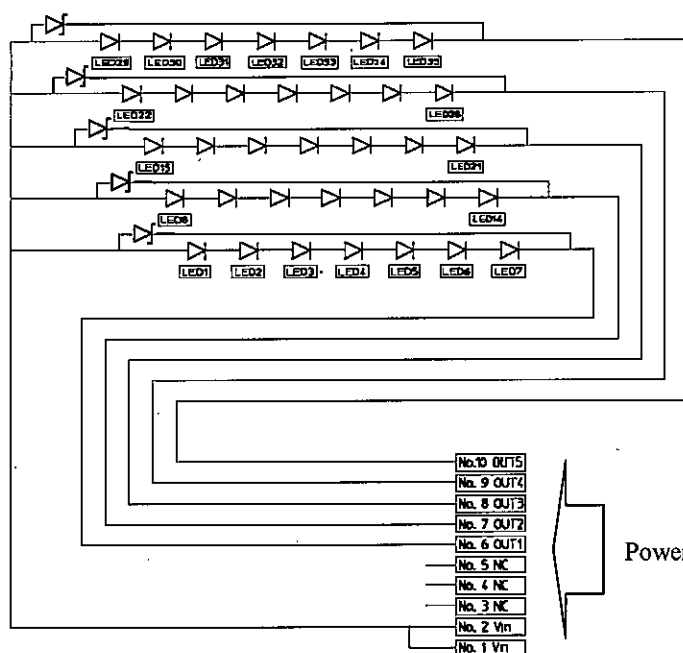 LED29 LED30 LED31 LED32 LED33 LED34 LED35
LED22 LED28
LED15 LED21
LED8 LED14
LED1 LED2 LED3 LED4 LED5 LED6 LED7
No.10 OUT5
No. 9 OUT4
No. 8 OUT3
No. 7 OUT2
No. 6 OUT1
No. 5 NC
No. 4 NC
No. 3 NC
No. 2 Vin
No. 1 Vin
Power